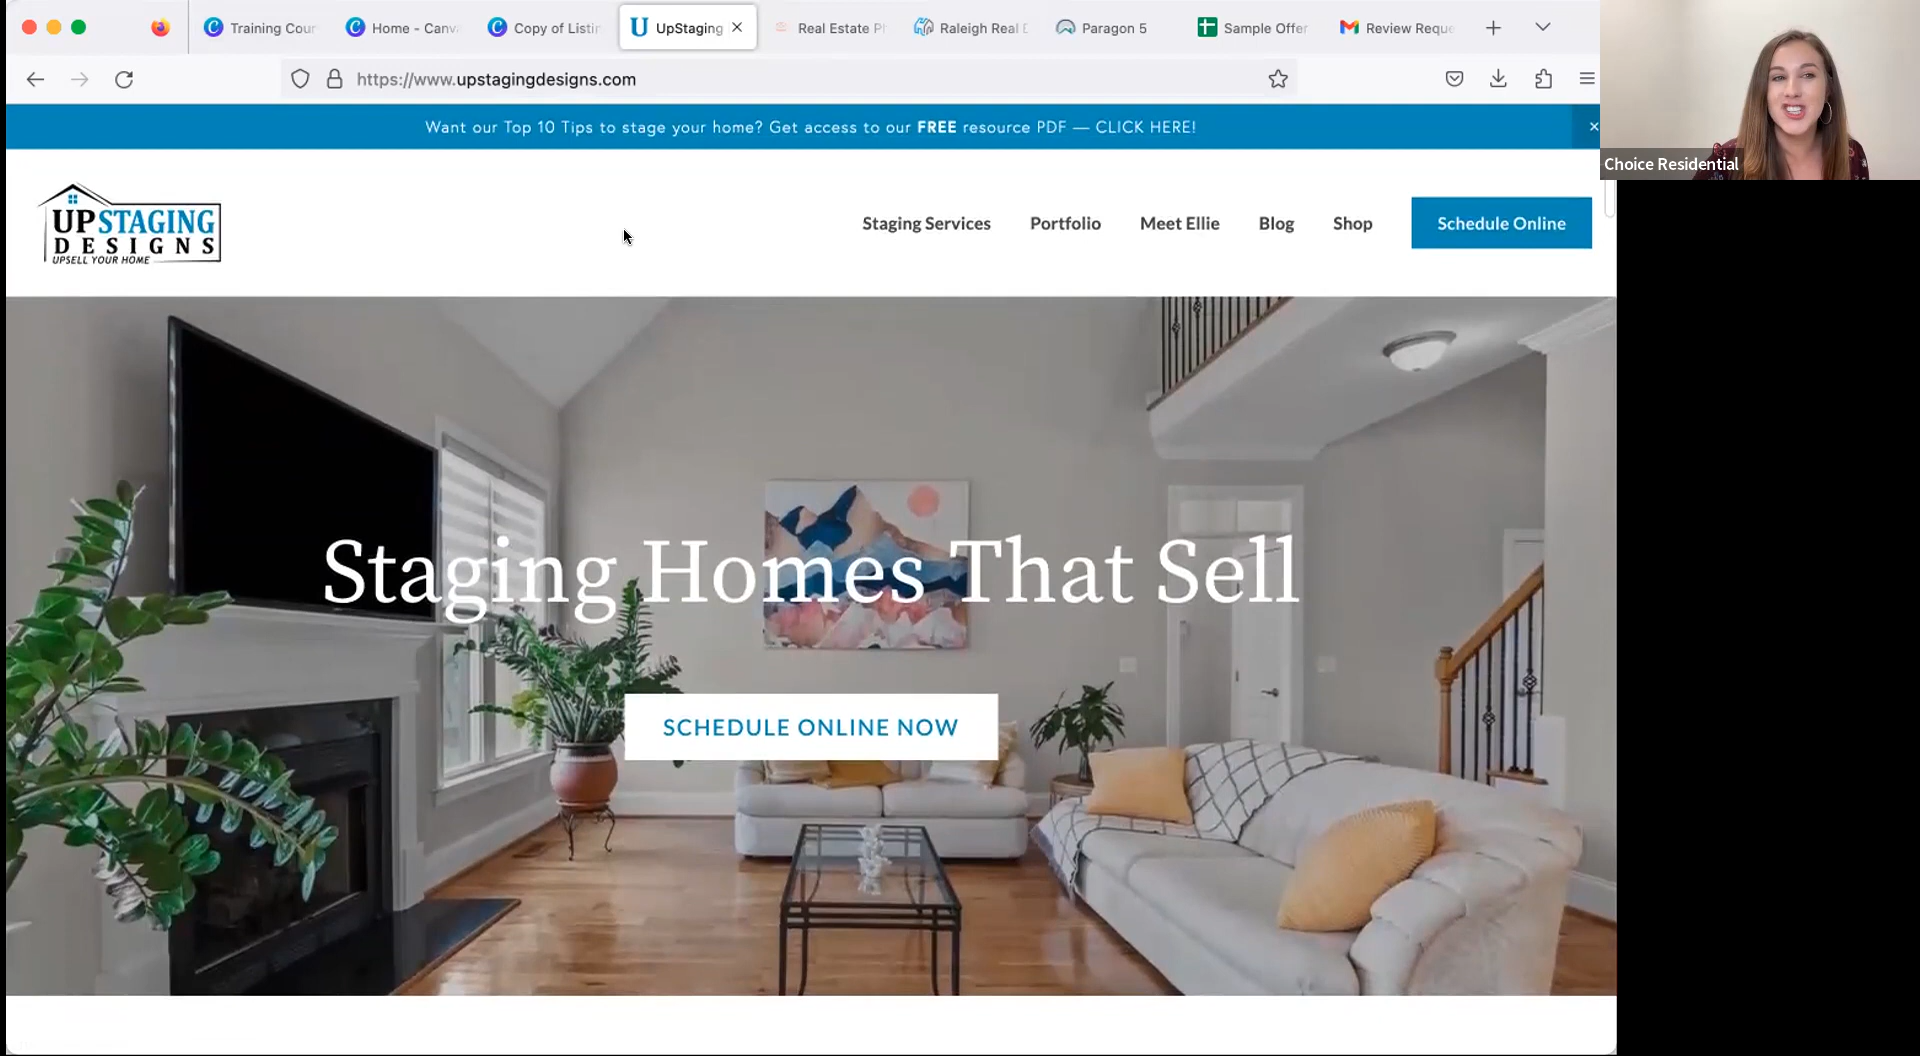 Training Cour
Home - Canv
Copy of Listin
UpStaging
Real Estate Ph
Raleigh Real E
Paragon 5
Sample Offer
Review Reque
https://www.upstagingdesigns.com
Want our Top 10 Tips to stage your home? Get access to our FREE resource PDF — CLICK HERE!
Choice Residential
UPSTAGING
DESIGNS
UPSELL YOUR HOME
Staging Services
Portfolio
Meet Ellie
Blog
Shop
Schedule Online
Staging Homes That Sell
SCHEDULE ONLINE NOW